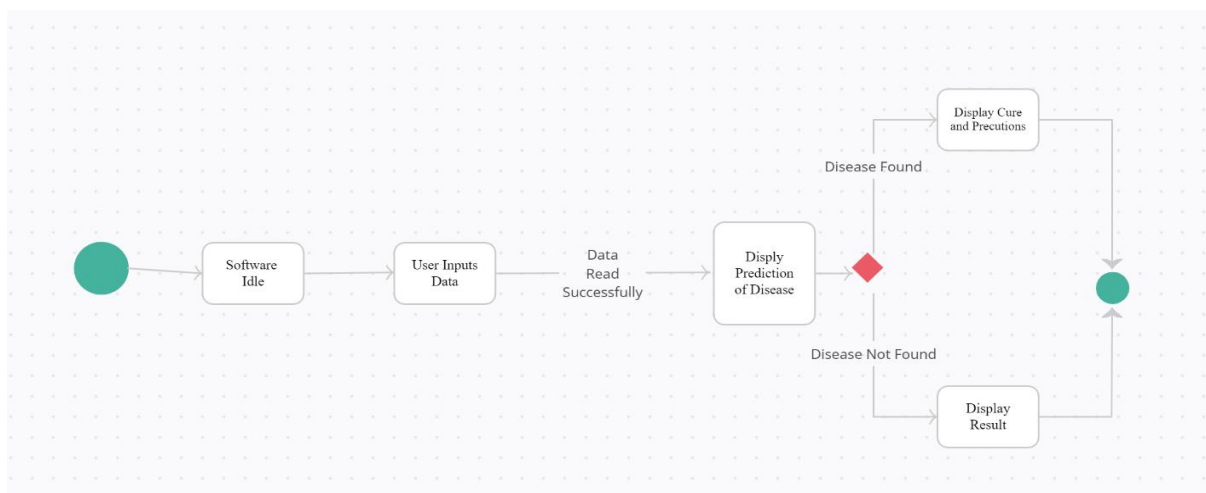 Software
Idle
User Inputs
Data
Data
Read
Successfully
Disply
Prediction
of Disease
Disease Found
Display Cure
and Precutions
Disease Not Found
Display
Result